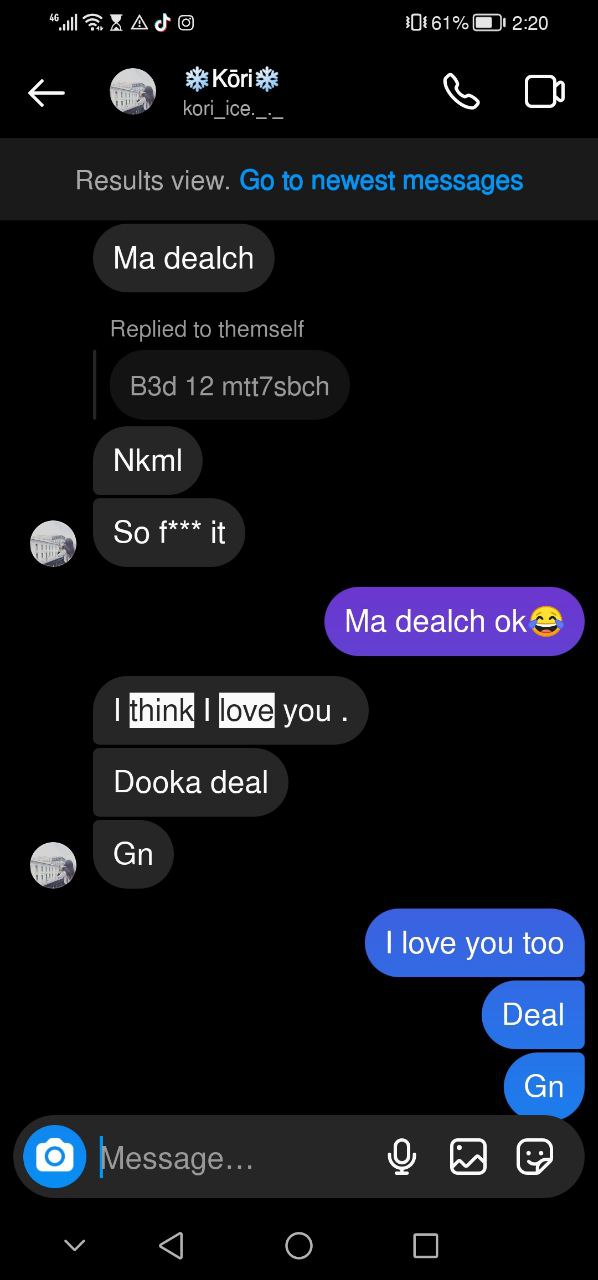 4G 61% 2:20
❄Kōri❄
kori_ice._._
Results view. Go to newest messages
Ma dealch
Replied to themself
B3d 12 mtt7sbch
Nkml
So f*** it
Ma dealch ok😂
I think I love you .
Dooka deal
Gn
I love you too
Deal
Gn
Message...